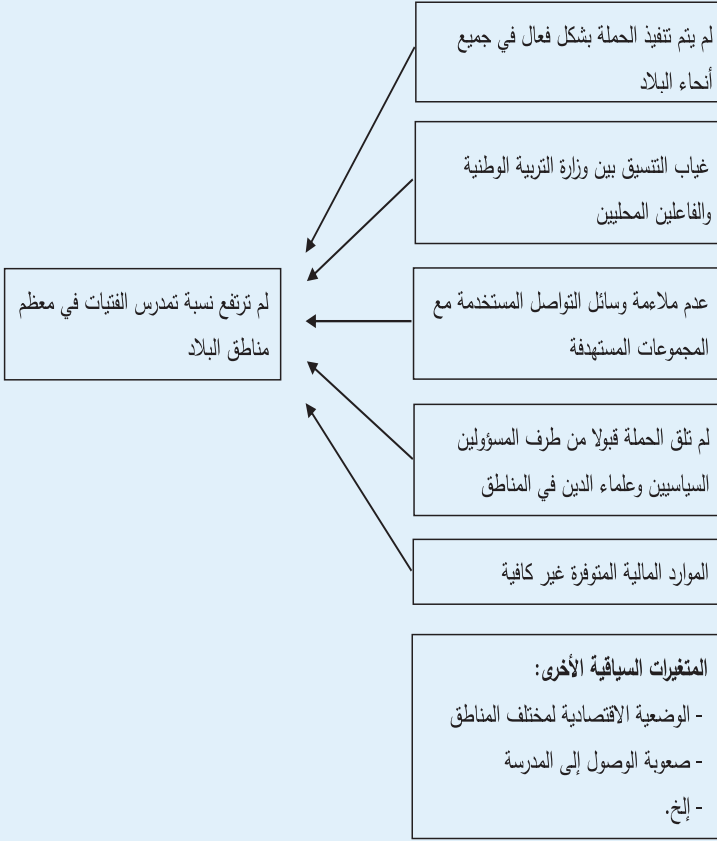 لم يتم تنفيذ الحملة بشكل فعال في جميع
أنحاء البلاد
غياب التنسيق بين وزارة التربية الوطنية
والفاعلين المحليين
عدم ملاءمة وسائل التواصل المستخدمة مع
المجموعات المستهدفة
لم تلق الحملة قبولا من طرف المسؤولين
السياسيين وعلماء الدين في المناطق
الموارد المالية المتوفرة غير كافية
المتغيرات السياقية الأخرى:
- الوضعية الاقتصادية لمختلف المناطق
- صعوبة الوصول إلى المدرسة
- إلخ.
لم ترتفع نسبة تمدرس الفتيات في معظم
مناطق البلاد